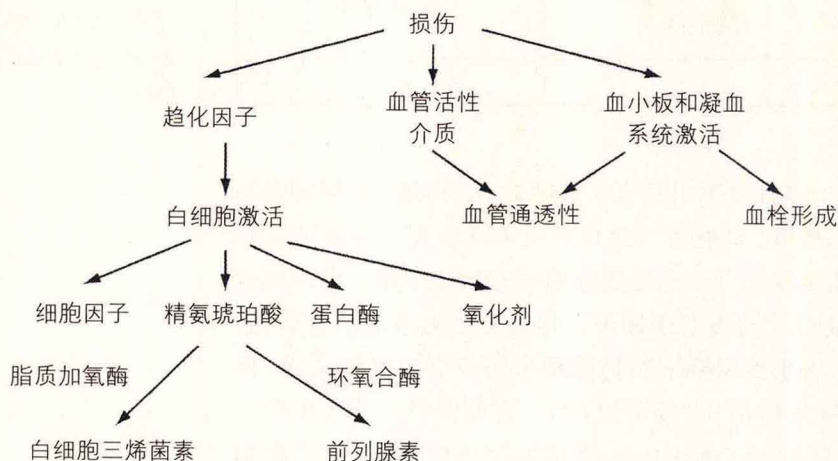 损伤
趋化因子
血管活性
介质
血小板和凝血
系统激活
白细胞激活
血管通透性
血栓形成
细胞因子
精氨琥珀酸
蛋白酶
氧化剂
脂质加氧酶
环氧合酶
白细胞三烯菌素
前列腺素